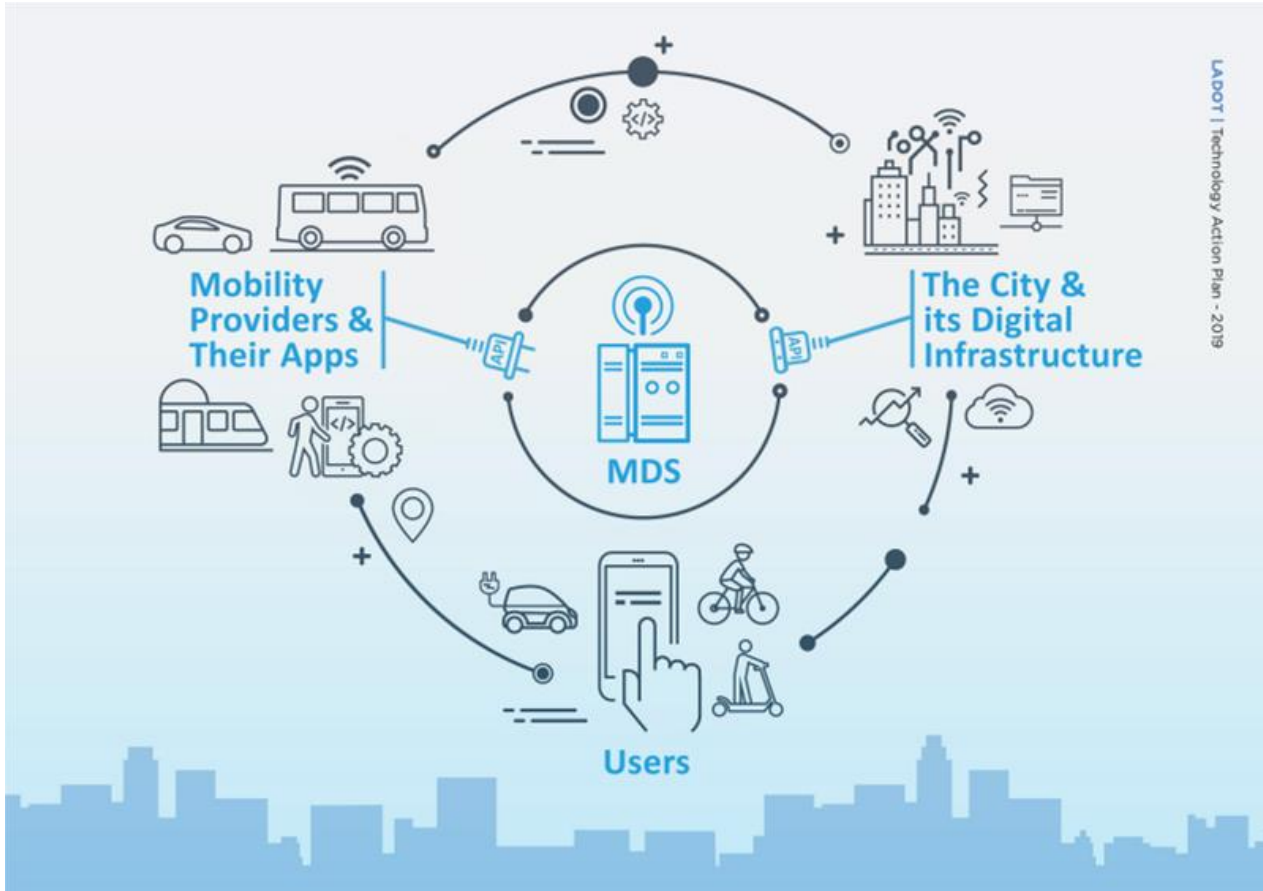 LADOT | Technology Action Plan - 2019
</>
Mobility
Providers &
Their Apps
API
MDS
API
The City &
its Digital
Infrastructure
</>
Users